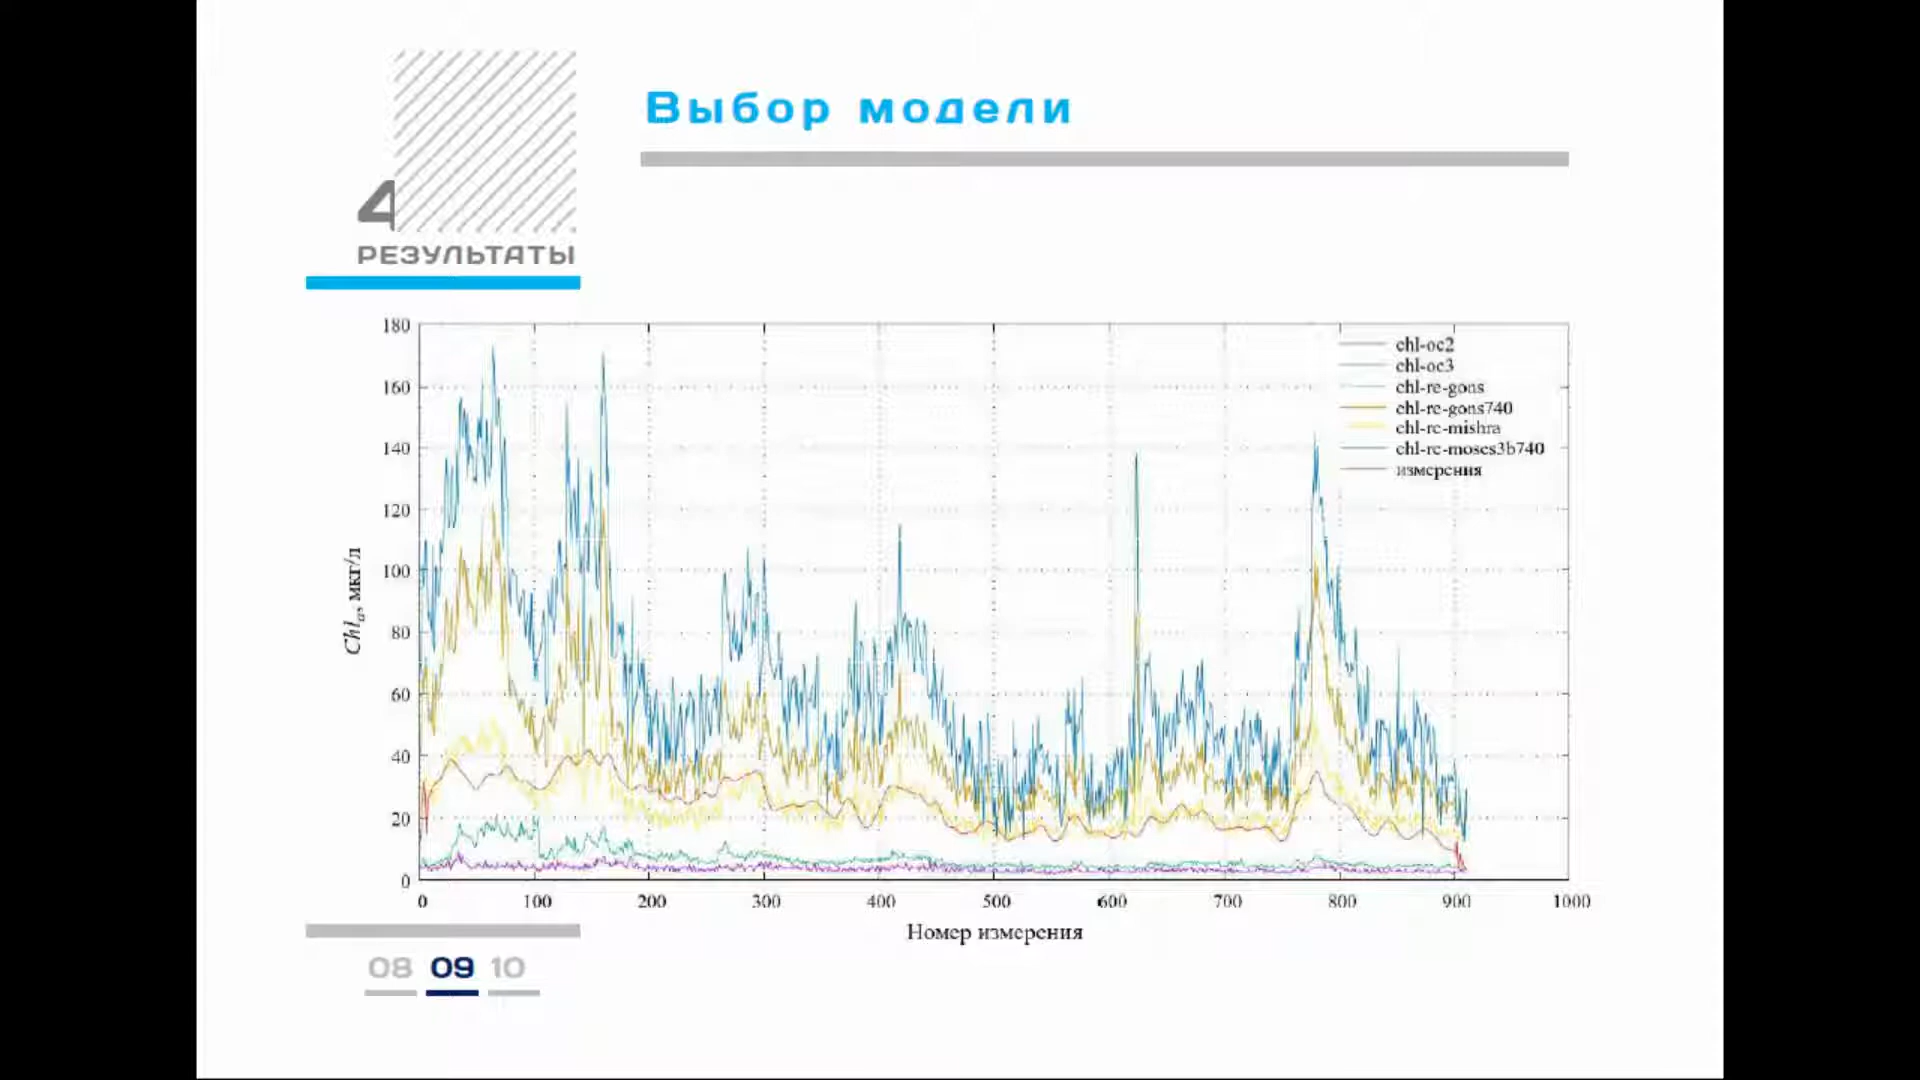 Выбор модели
4
РЕЗУЛЬТАТЫ
180
160
140
120
100
80
60
40
20
0
Chlₐ, мкг/л
chl-oc2
chl-oc3
chl-re-gons
chl-re-gons740
chl-re-mishra
chl-re-moses3b740
измерения
0 100 200 300 400 500 600 700 800 900 1000
Номер измерения
08 09 10